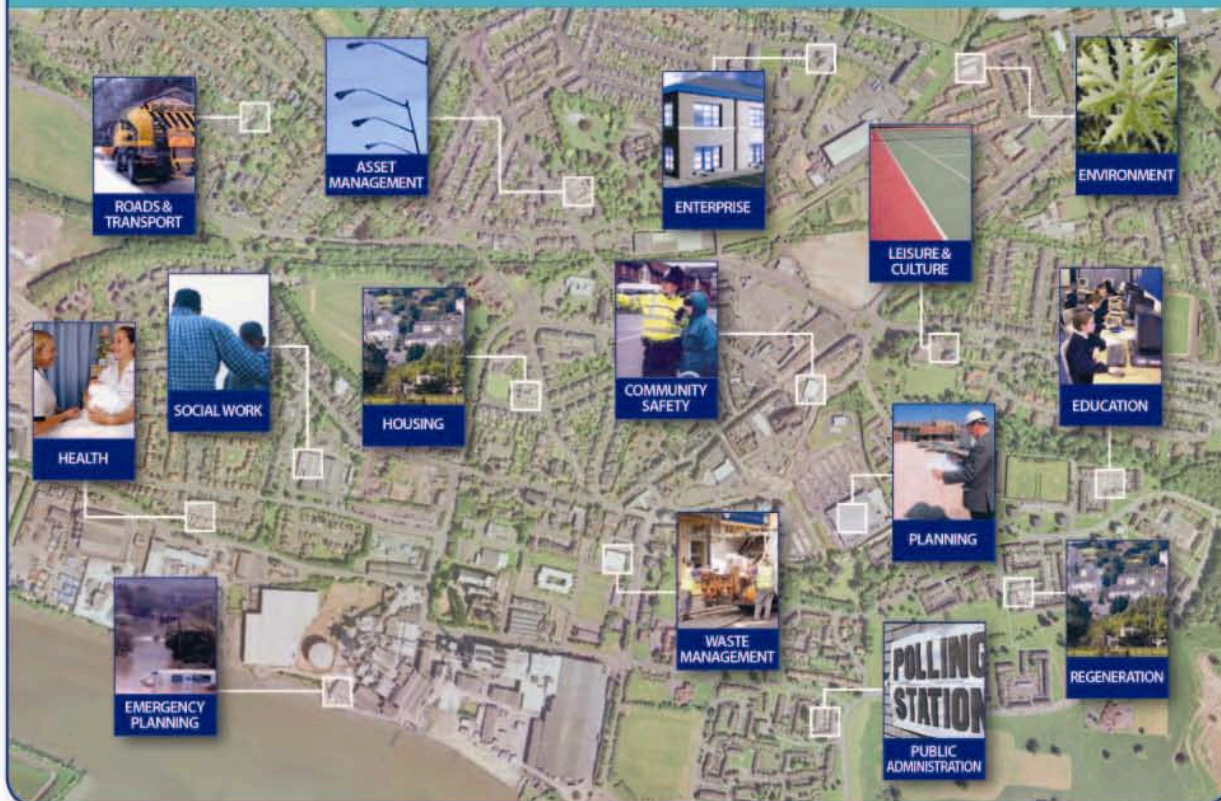 ROADS &
TRANSPORT
ASSET
MANAGEMENT
ENTERPRISE
LEISURE &
CULTURE
ENVIRONMENT
HEALTH
SOCIAL WORK
HOUSING
COMMUNITY
SAFETY
EDUCATION
PLANNING
EMERGENCY
PLANNING
WASTE
MANAGEMENT
POLLING
STATION
PUBLIC
ADMINISTRATION
REGENERATION